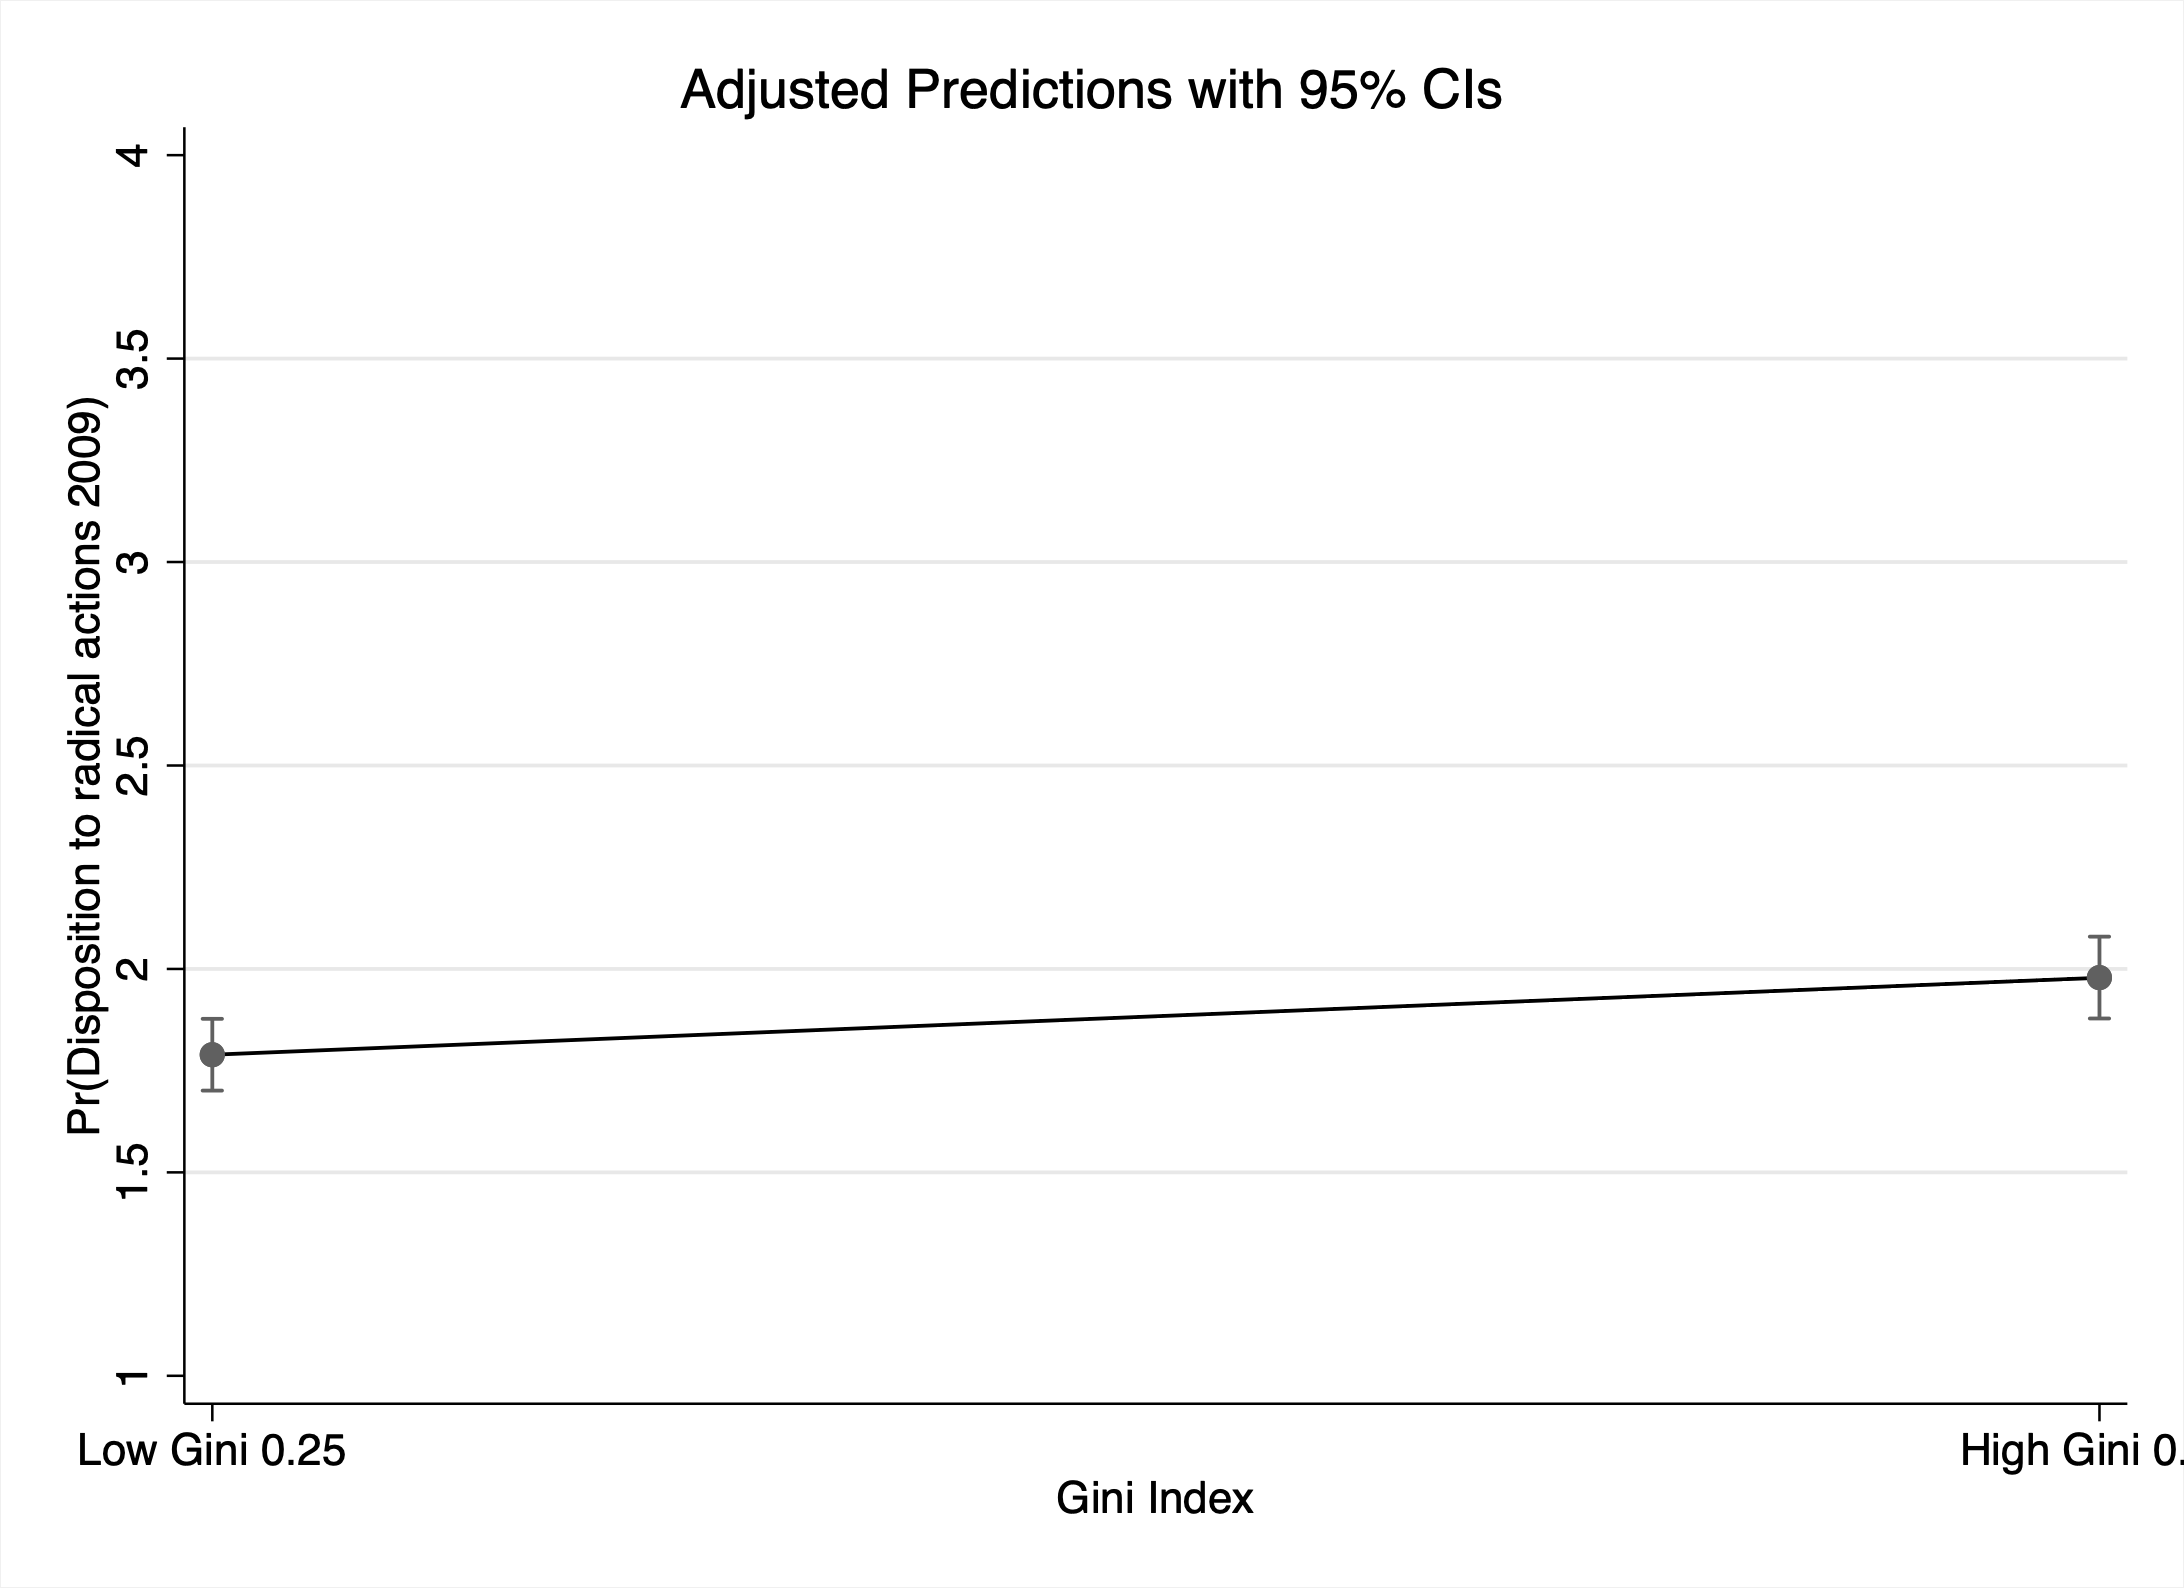 Adjusted Predictions with 95% CIs
Pr(Disposition to radical actions 2009)
4
3.5
3
2.5
2
1.5
1
Low Gini 0.25
High Gini 0.
Gini Index